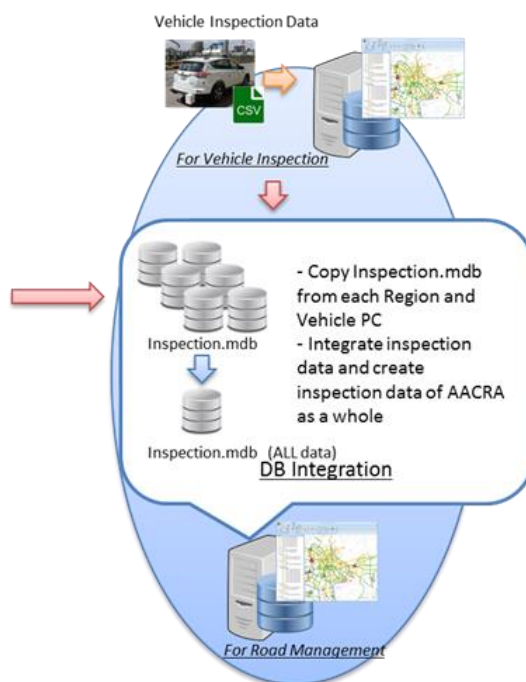 Vehicle Inspection Data
CSV
For Vehicle Inspection
- Copy Inspection.mdb
from each Region and
Vehicle PC
- Integrate inspection
data and create
inspection data of AACRA
as a whole
Inspection.mdb
Inspection.mdb (ALL data)
DB Integration
For Road Management